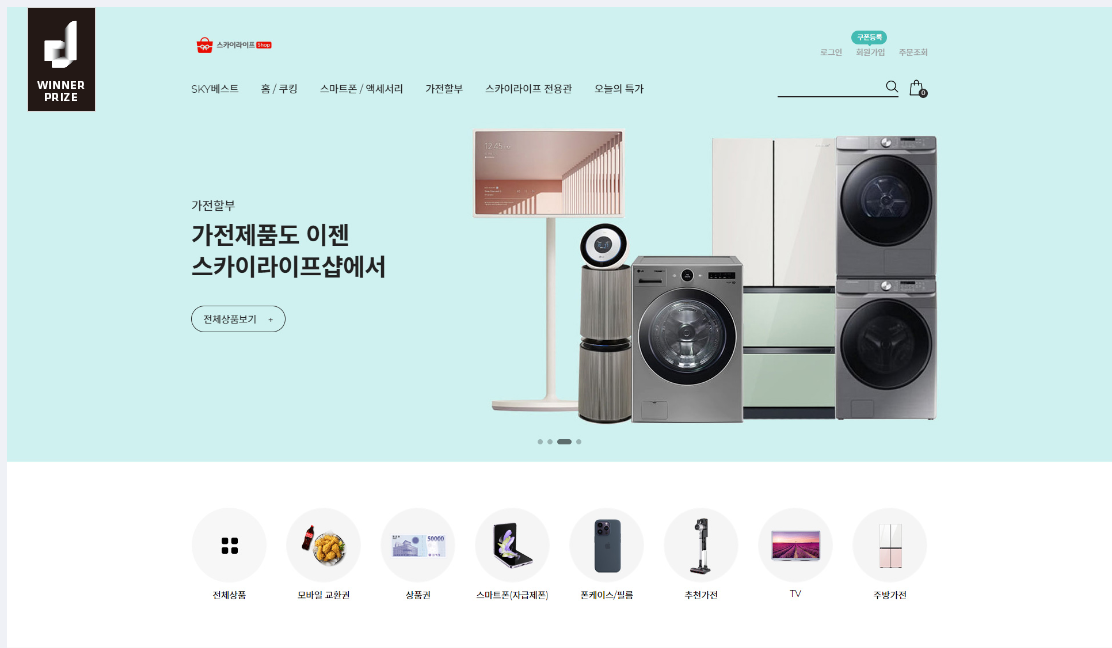 WINNER
PRIZE
스카이라이프 Shop
쿠폰등록
로그인 회원가입 주문조회
SKY베스트 홈 / 쿠킹 스마트폰 / 액세서리 가전할부 스카이라이프 전용관 오늘의 특가
0
12:45
가전할부
가전제품도 이젠
스카이라이프샵에서
전체상품보기 +
50000
전체상품 모바일 교환권 상품권 스마트폰(자급제폰) 폰케이스/필름 추천가전 TV 주방가전